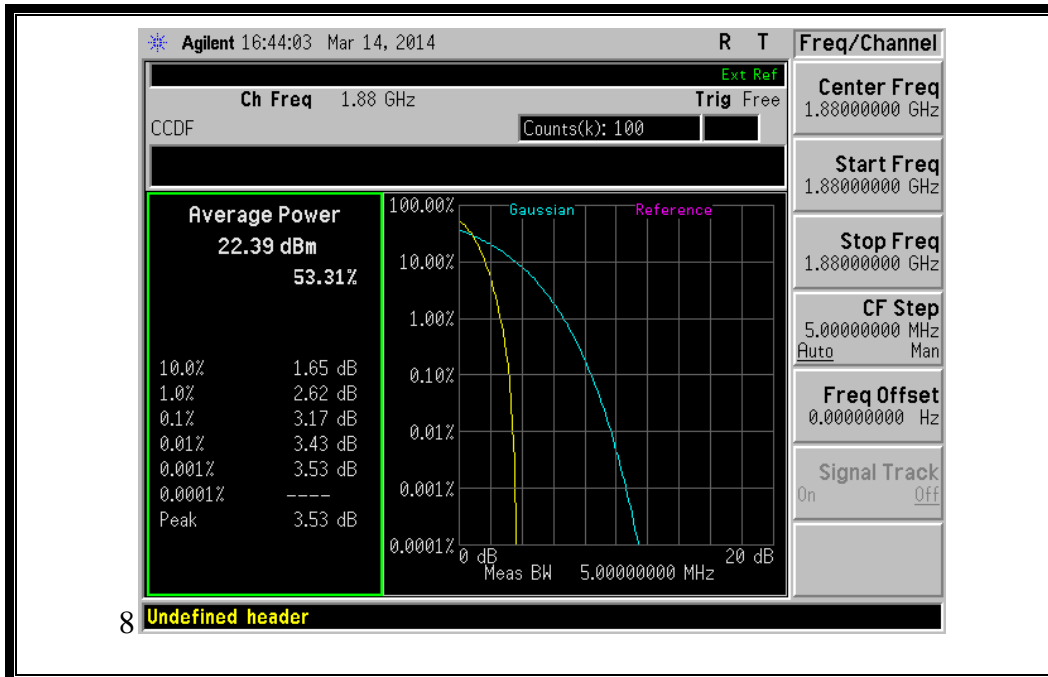 Agilent 16:44:03 Mar 14, 2014 R T
Ext Ref
Ch Freq 1.88 GHz Trig Free
CCDF Counts(k): 100
Average Power
22.39 dBm
53.31%
10.0% 1.65 dB
1.0% 2.62 dB
0.1% 3.17 dB
0.01% 3.43 dB
0.001% 3.53 dB
0.0001% ----
Peak 3.53 dB
Gaussian Reference
100.00%
10.00%
1.00%
0.10%
0.01%
0.001%
0.0001%
0 dB 20 dB
Meas BW 5.00000000 MHz
Freq/Channel
Center Freq
1.88000000 GHz
Start Freq
1.88000000 GHz
Stop Freq
1.88000000 GHz
CF Step
5.00000000 MHz
Auto Man
Freq Offset
0.00000000 Hz
Signal Track
On Off
8 Undefined header